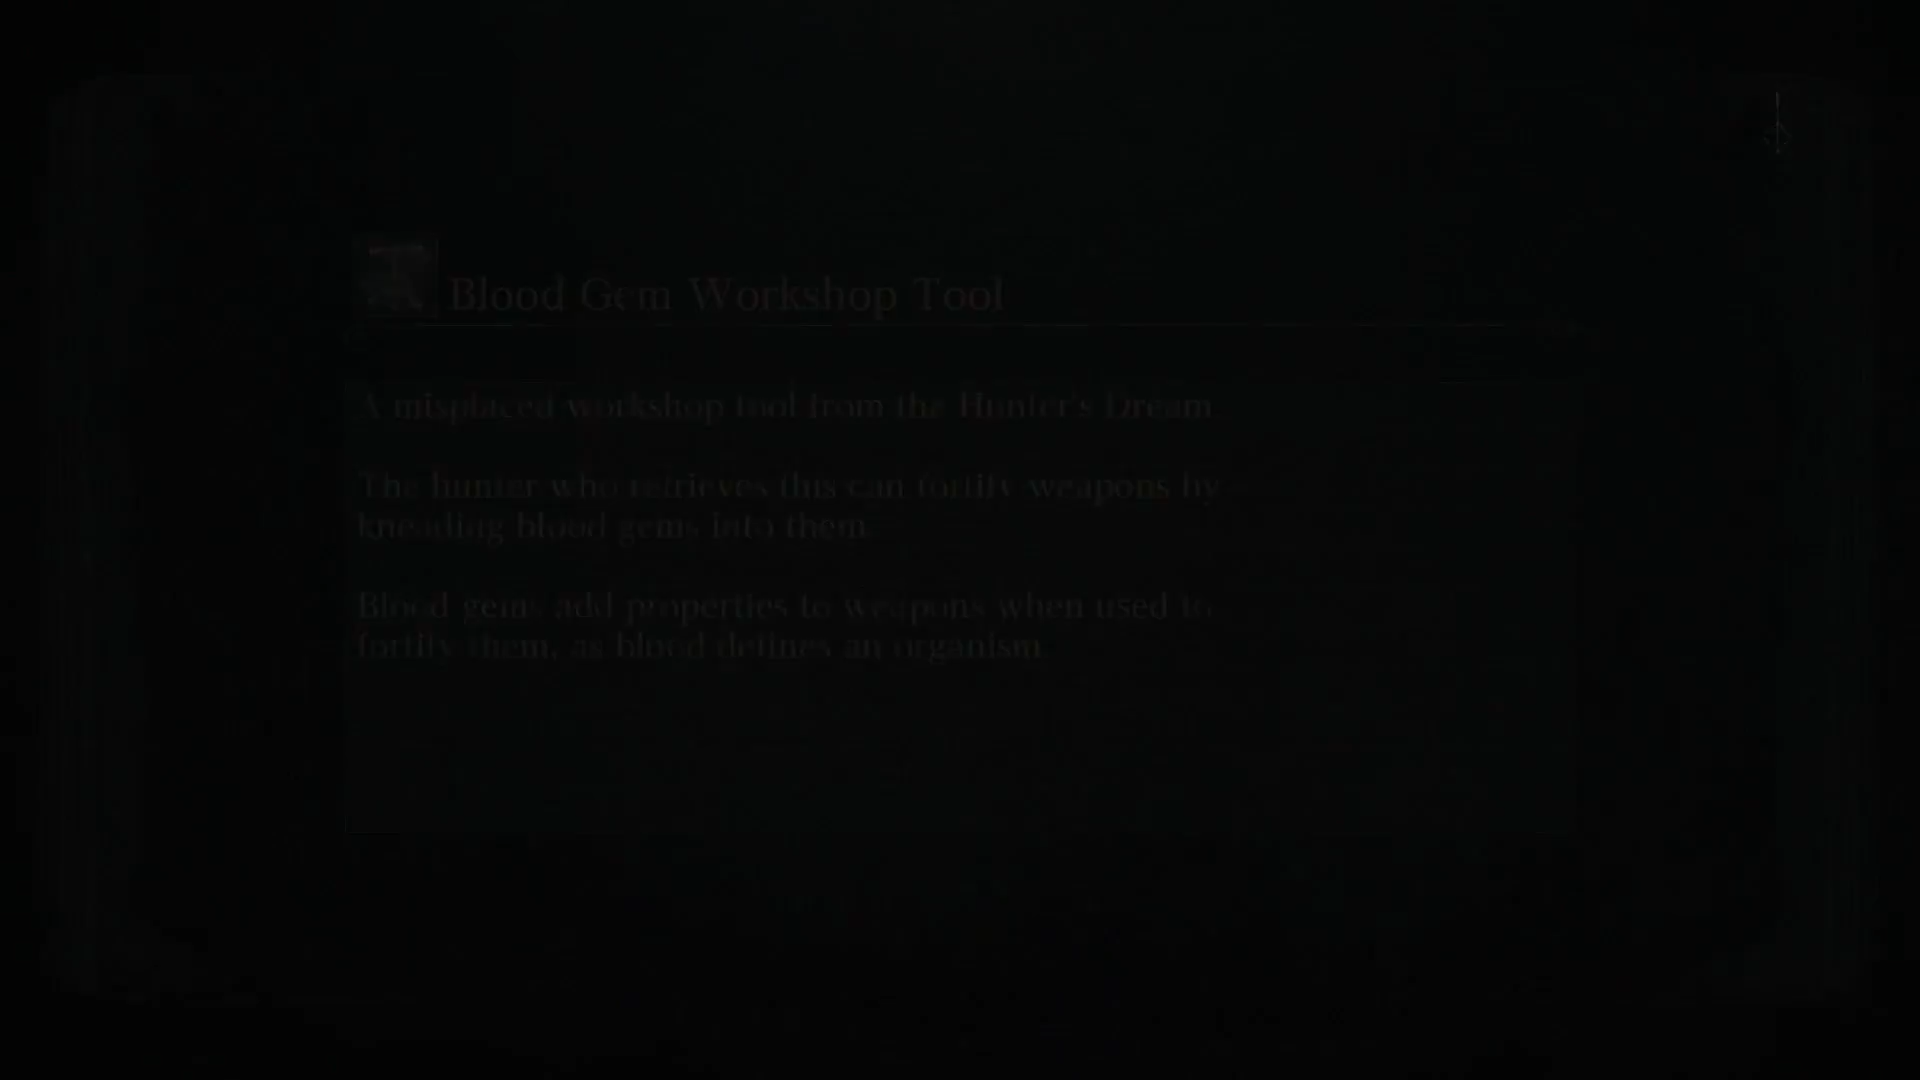 Blood Gem Workshop Tool
A misplaced workshop tool from the Hunter's Dream.
The hunter who retrieves this can fortify weapons by
kneading blood gems into them.
Blood gems add properties to weapons when used to
fortify them, as blood defines an organism.